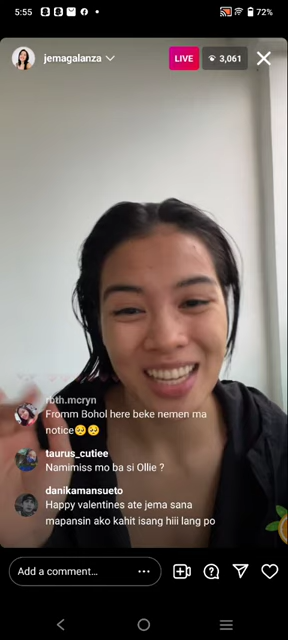 5:55
72%
jemagalanza
LIVE
3,061
rbth.mcryn
Fromm Bohol here beke nemen ma
notice🥺🥺
taurus_cutiee
Namimiss mo ba si Ollie ?
danikamansueto
Happy valentines ate jema sana
mapansin ako kahit isang hiii lang po
Add a comment...